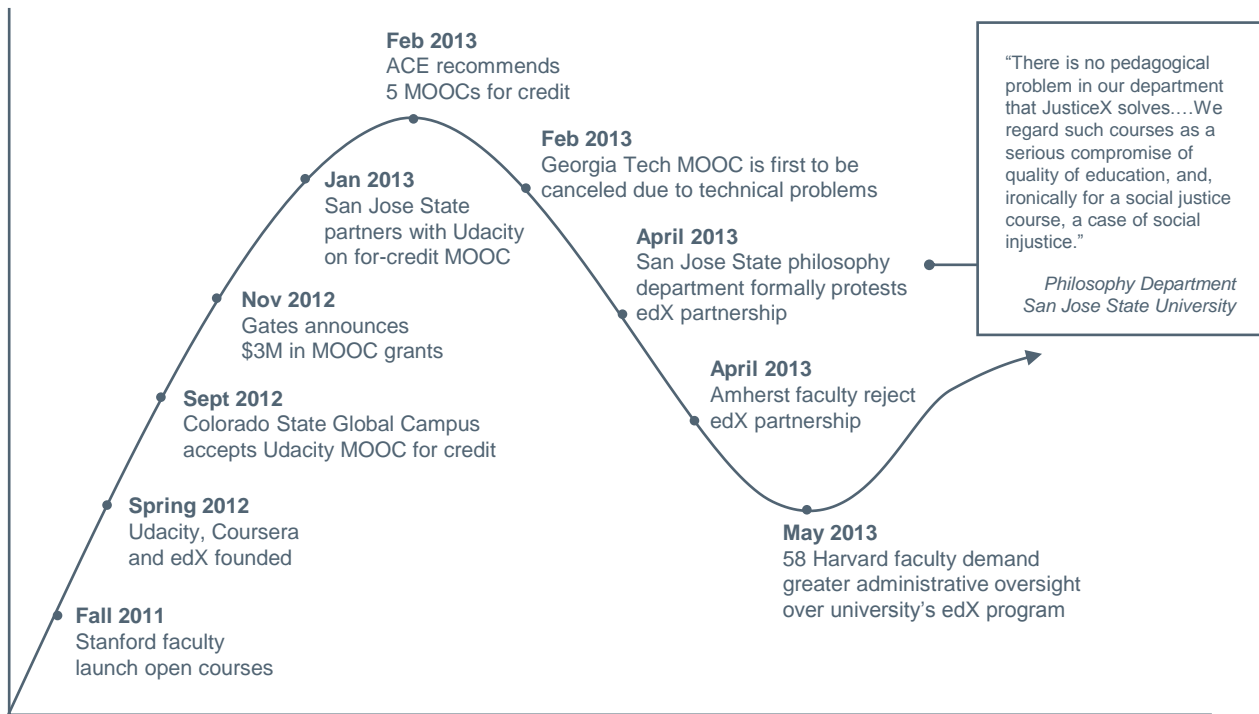 Feb 2013
ACE recommends
5 MOOCs for credit
Feb 2013
Georgia Tech MOOC is first to be
canceled due to technical problems
Jan 2013
San Jose State
partners with Udacity
on for-credit MOOC
April 2013
San Jose State philosophy
department formally protests
edX partnership
“There is no pedagogical
problem in our department
that JusticeX solves.…We
regard such courses as a
serious compromise of
quality of education, and,
ironically for a social justice
course, a case of social
injustice.”
Philosophy Department
San Jose State University
Nov 2012
Gates announces
$3M in MOOC grants
April 2013
Amherst faculty reject
edX partnership
Sept 2012
Colorado State Global Campus
accepts Udacity MOOC for credit
Spring 2012
Udacity, Coursera
and edX founded
May 2013
58 Harvard faculty demand
greater administrative oversight
over university’s edX program
Fall 2011
Stanford faculty
launch open courses